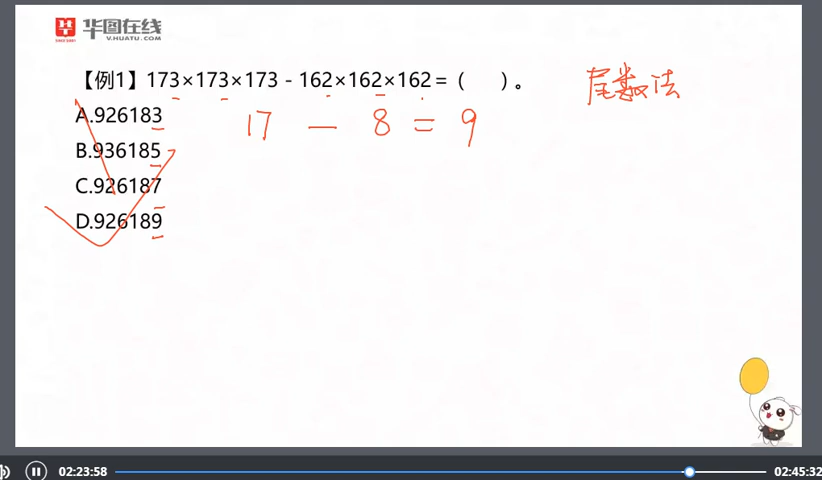 华图在线
V.HUATU.COM
【例1】173×173×173-162×162×162=( )。
尾数法
A.926183
17 — 8 = 9
B.936185
C.926187
D.926189
02:23:58
02:45:32